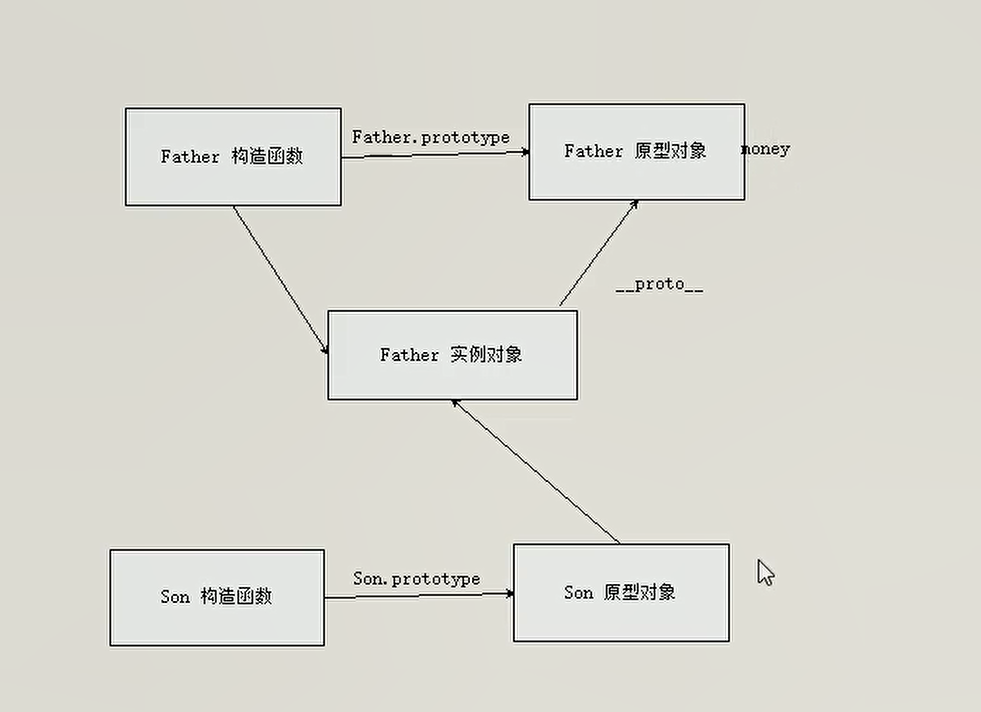 Father.prototype
Father 构造函数
Father 原型对象
money
__proto__
Father 实例对象
Son.prototype
Son 构造函数
Son 原型对象